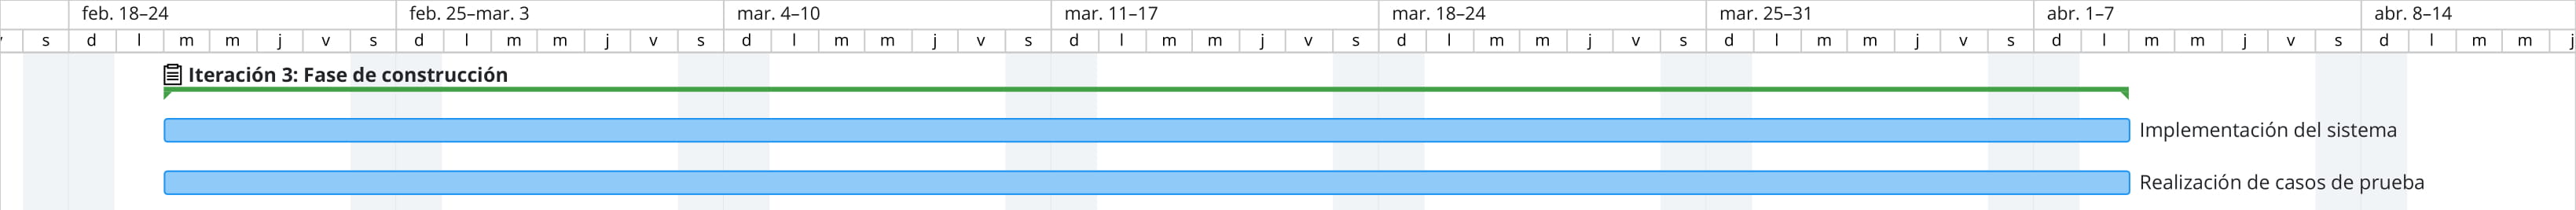 feb. 18–24 feb. 25–mar. 3 mar. 4–10 mar. 11–17 mar. 18–24 mar. 25–31 abr. 1–7 abr. 8–14
s d l m m j v s d l m m j v s d l m m j v s d l m m j v s d l m m j v s d l m m j v s d l m m j v s d l m m j
Iteración 3: Fase de construcción
Implementación del sistema
Realización de casos de prueba